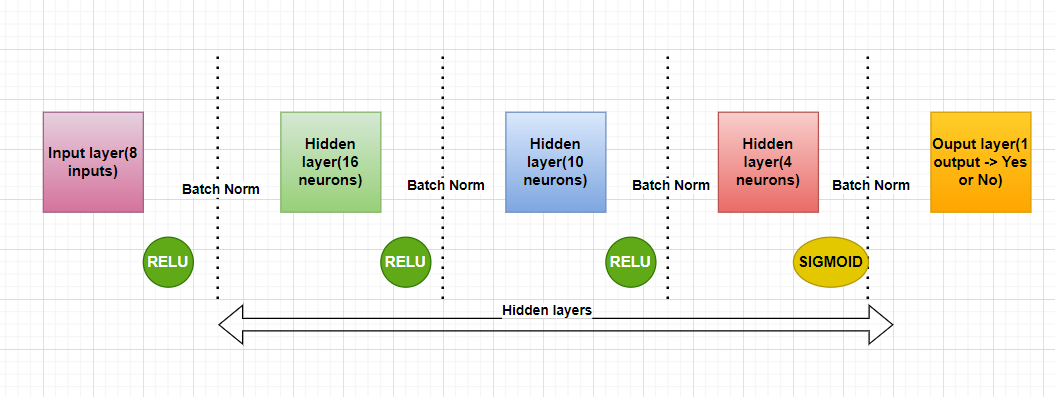 Input layer(8
inputs)
Batch Norm
Hidden
layer(16
neurons)
Batch Norm
Hidden
layer(10
neurons)
Batch Norm
Hidden
layer(4
neurons)
Batch Norm
Ouput layer(1
output -> Yes
or No)
RELU
RELU
RELU
SIGMOID
Hidden layers